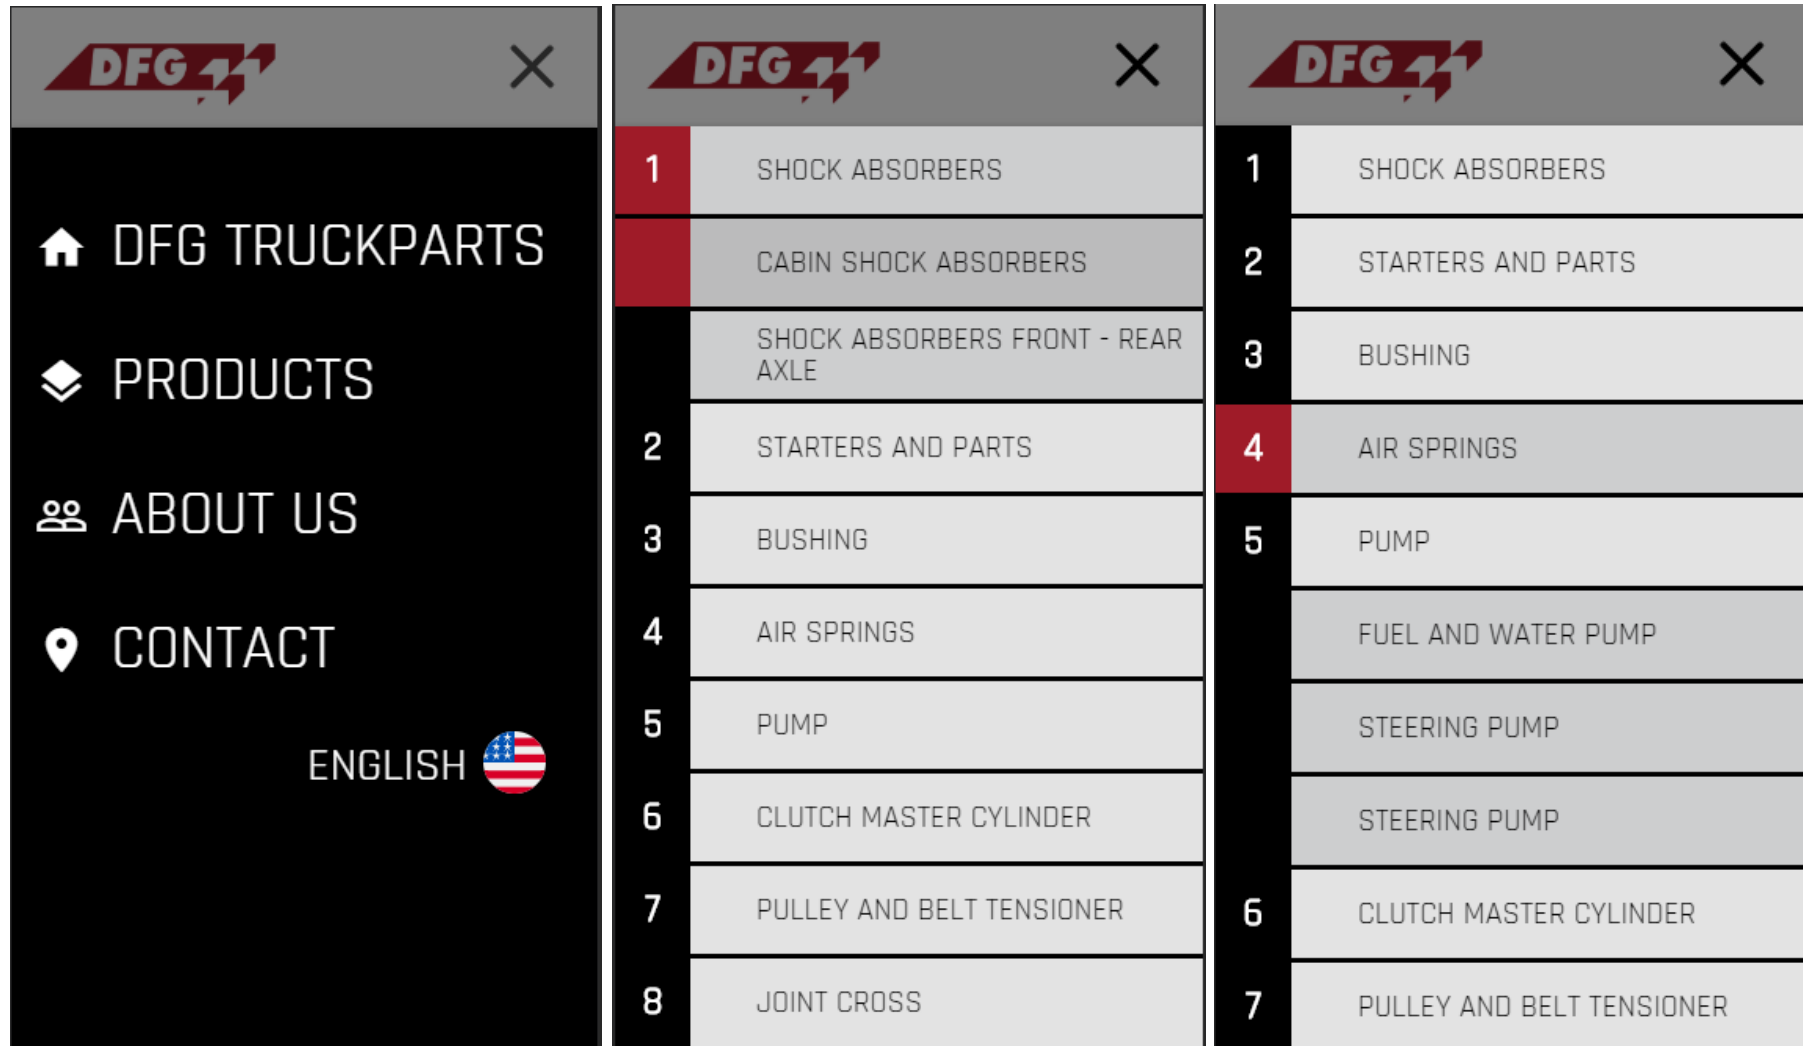 DFG
DFG TRUCKPARTS
PRODUCTS
ABOUT US
CONTACT
ENGLISH
DFG
1 SHOCK ABSORBERS
CABIN SHOCK ABSORBERS
SHOCK ABSORBERS FRONT - REAR
AXLE
2 STARTERS AND PARTS
3 BUSHING
4 AIR SPRINGS
5 PUMP
6 CLUTCH MASTER CYLINDER
7 PULLEY AND BELT TENSIONER
8 JOINT CROSS
DFG
1 SHOCK ABSORBERS
2 STARTERS AND PARTS
3 BUSHING
4 AIR SPRINGS
5 PUMP
FUEL AND WATER PUMP
STEERING PUMP
STEERING PUMP
6 CLUTCH MASTER CYLINDER
7 PULLEY AND BELT TENSIONER